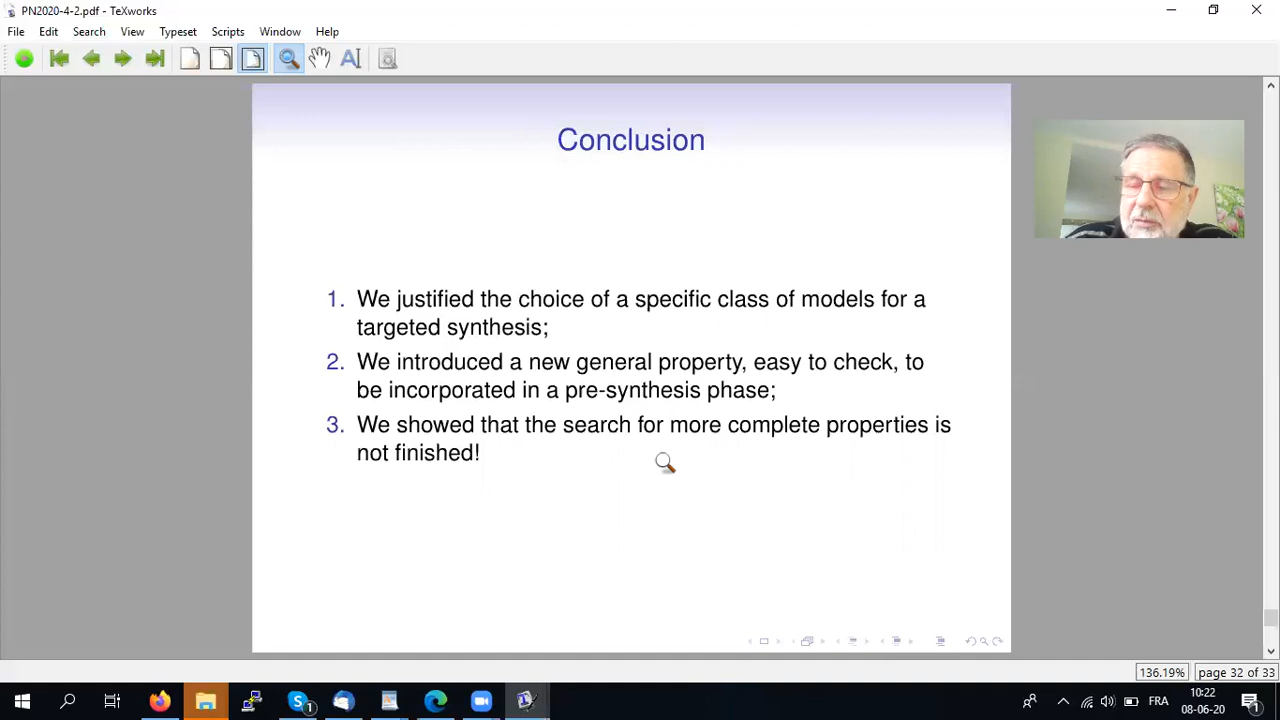 PN2020-4-2.pdf - TeXworks
File Edit Search View Typeset Scripts Window Help
Conclusion
1. We justified the choice of a specific class of models for a
targeted synthesis;
2. We introduced a new general property, easy to check, to
be incorporated in a pre-synthesis phase;
3. We showed that the search for more complete properties is
not finished!
136.19% page 32 of 33
FRA
10:22
08-06-20